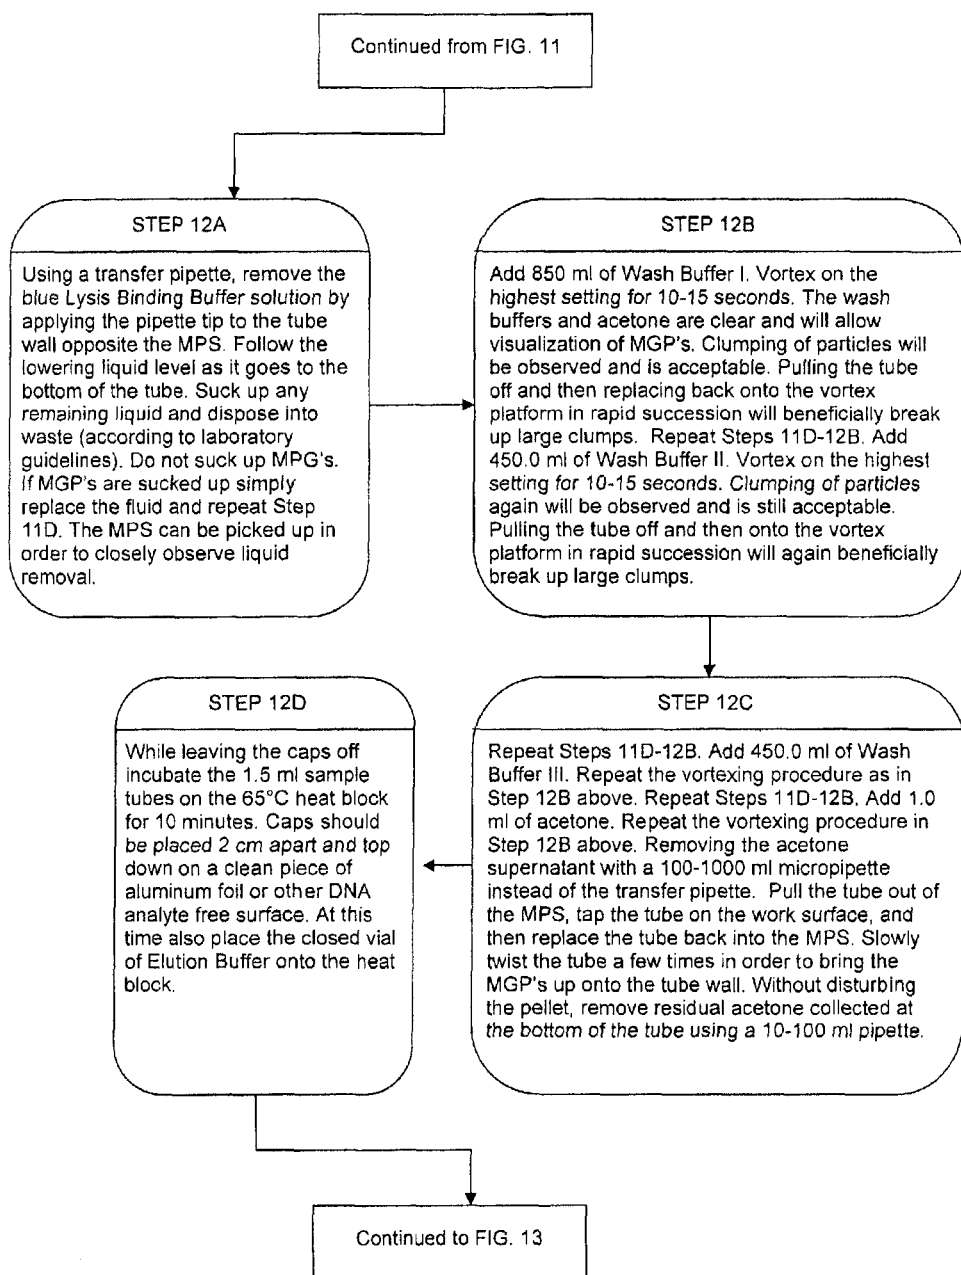 Continued from FIG. 11
STEP 12A
Using a transfer pipette, remove the
blue Lysis Binding Buffer solution by
applying the pipette tip to the tube
wall opposite the MPS. Follow the
lowering liquid level as it goes to the
bottom of the tube. Suck up any
remaining liquid and dispose into
waste (according to laboratory
guidelines). Do not suck up MPG's.
If MGP's are sucked up simply
replace the fluid and repeat Step
11D. The MPS can be picked up in
order to closely observe liquid
removal.
STEP 12B
Add 850 ml of Wash Buffer I. Vortex on the
highest setting for 10-15 seconds. The wash
buffers and acetone are clear and will allow
visualization of MGP's. Clumping of particles will
be observed and is acceptable. Pulling the tube
off and then replacing back onto the vortex
platform in rapid succession will beneficially break
up large clumps. Repeat Steps 11D-12B. Add
450.0 ml of Wash Buffer II. Vortex on the highest
setting for 10-15 seconds. Clumping of particles
again will be observed and is still acceptable.
Pulling the tube off and then onto the vortex
platform in rapid succession will again beneficially
break up large clumps.
STEP 12C
Repeat Steps 11D-12B. Add 450.0 ml of Wash
Buffer III. Repeat the vortexing procedure as in
Step 12B above. Repeat Steps 11D-12B. Add 1.0
ml of acetone. Repeat the vortexing procedure in
Step 12B above. Removing the acetone
supernatant with a 100-1000 ml micropipette
instead of the transfer pipette. Pull the tube out of
the MPS, tap the tube on the work surface, and
then replace the tube back into the MPS. Slowly
twist the tube a few times in order to bring the
MGP's up onto the tube wall. Without disturbing
the pellet, remove residual acetone collected at
the bottom of the tube using a 10-100 ml pipette.
STEP 12D
While leaving the caps off
incubate the 1.5 ml sample
tubes on the 65°C heat block
for 10 minutes. Caps should
be placed 2 cm apart and top
down on a clean piece of
aluminum foil or other DNA
analyte free surface. At this
time also place the closed vial
of Elution Buffer onto the heat
block.
Continued to FIG. 13